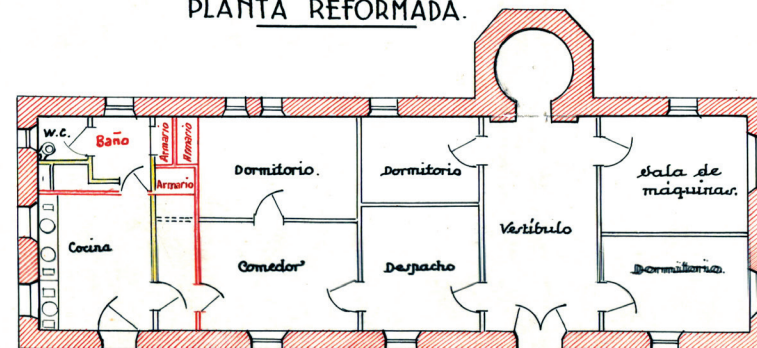 PLANTA REFORMADA.
W.C.
Baño
Armario
Armario
Armario
Dormitorio.
Dormitorio
Sala de
máquinas.
Cocina
Comedor
Despacho
Vestíbulo
Dormitorio.